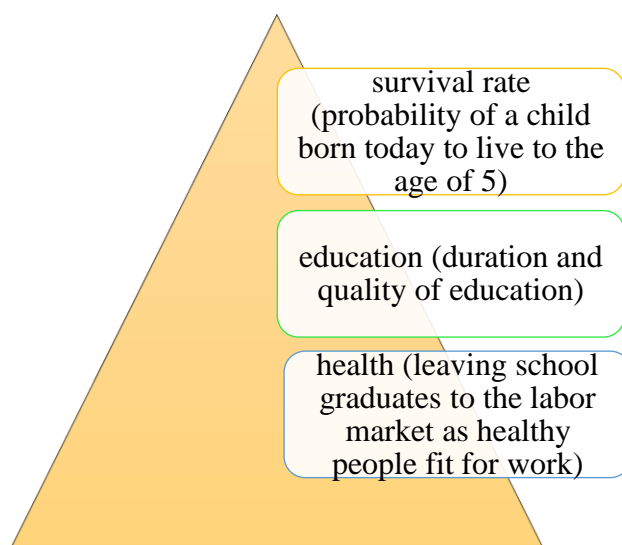 survival rate
(probability of a child
born today to live to the
age of 5)
education (duration and
quality of education)
health (leaving school
graduates to the labor
market as healthy
people fit for work)